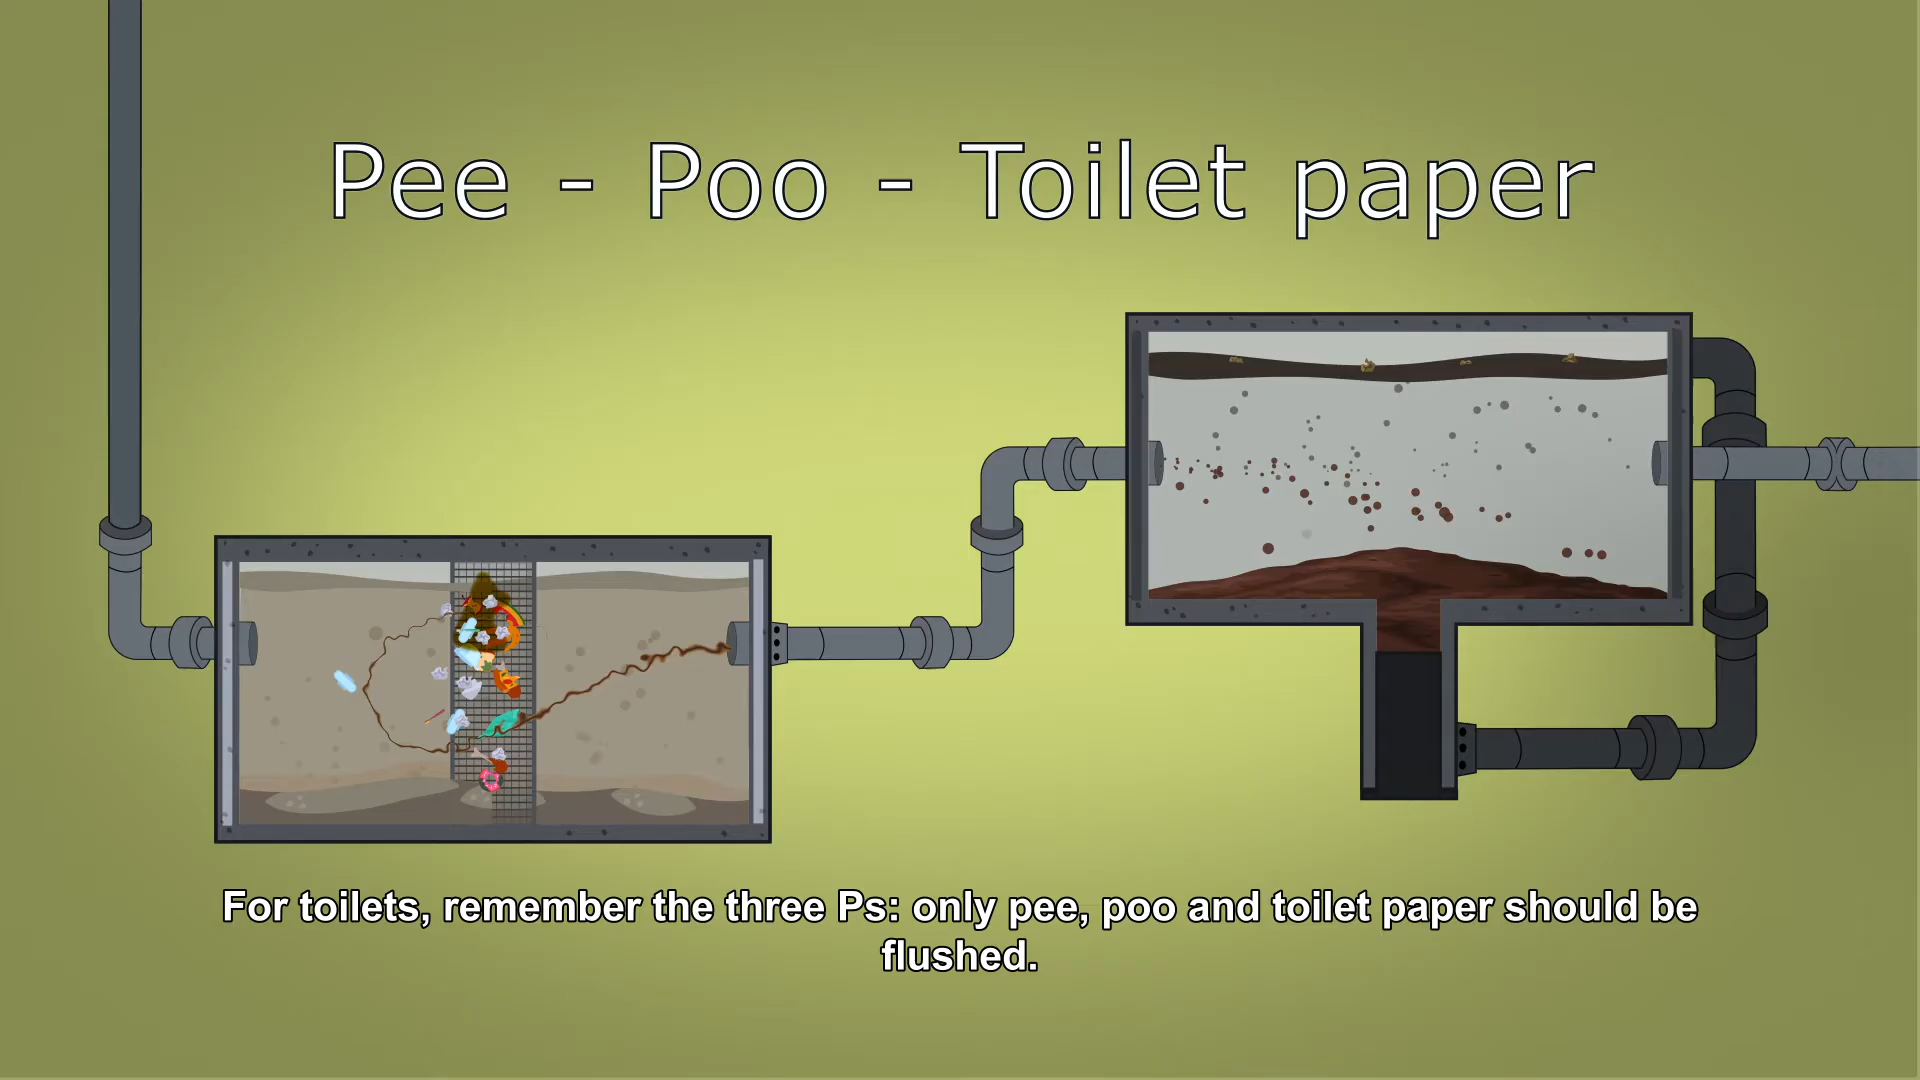 Pee - Poo - Toilet paper
For toilets, remember the three Ps: only pee, poo and toilet paper should be
flushed.